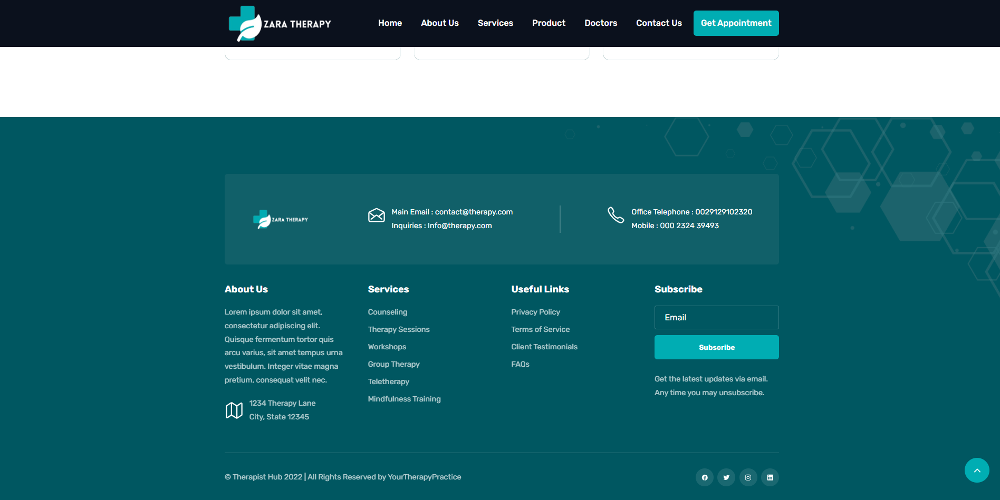 ZARA THERAPY
Home About Us Services Product Doctors Contact Us Get Appointment
ZARA THERAPY
Main Email : contact@therapy.com
Inquiries : Info@therapy.com
Office Telephone : 0029129102320
Mobile : 000 2324 39493
About Us
Lorem ipsum dolor sit amet,
consectetur adipiscing elit.
Quisque fermentum tortor quis
arcu varius, sit amet tempus urna
vestibulum. Integer vitae magna
pretium, consequat velit nec.
1234 Therapy Lane
City, State 12345
Services
Counseling
Therapy Sessions
Workshops
Group Therapy
Teletherapy
Mindfulness Training
Useful Links
Privacy Policy
Terms of Service
Client Testimonials
FAQs
Subscribe
Email
Subscribe
Get the latest updates via email.
Any time you may unsubscribe.
© Therapist Hub 2022 | All Rights Reserved by YourTherapyPractice